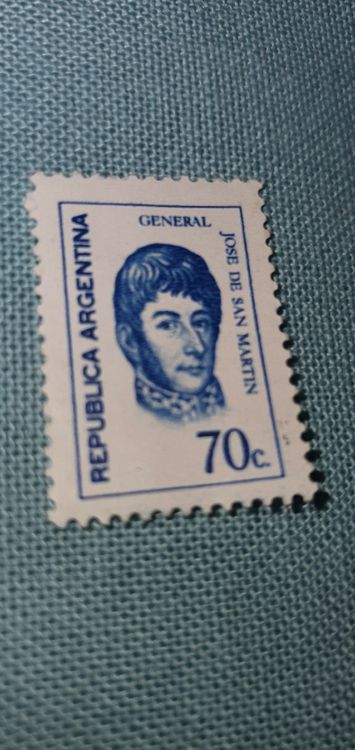 GENERAL
JOSE DE SAN MARTIN
REPUBLICA ARGENTINA
70c.